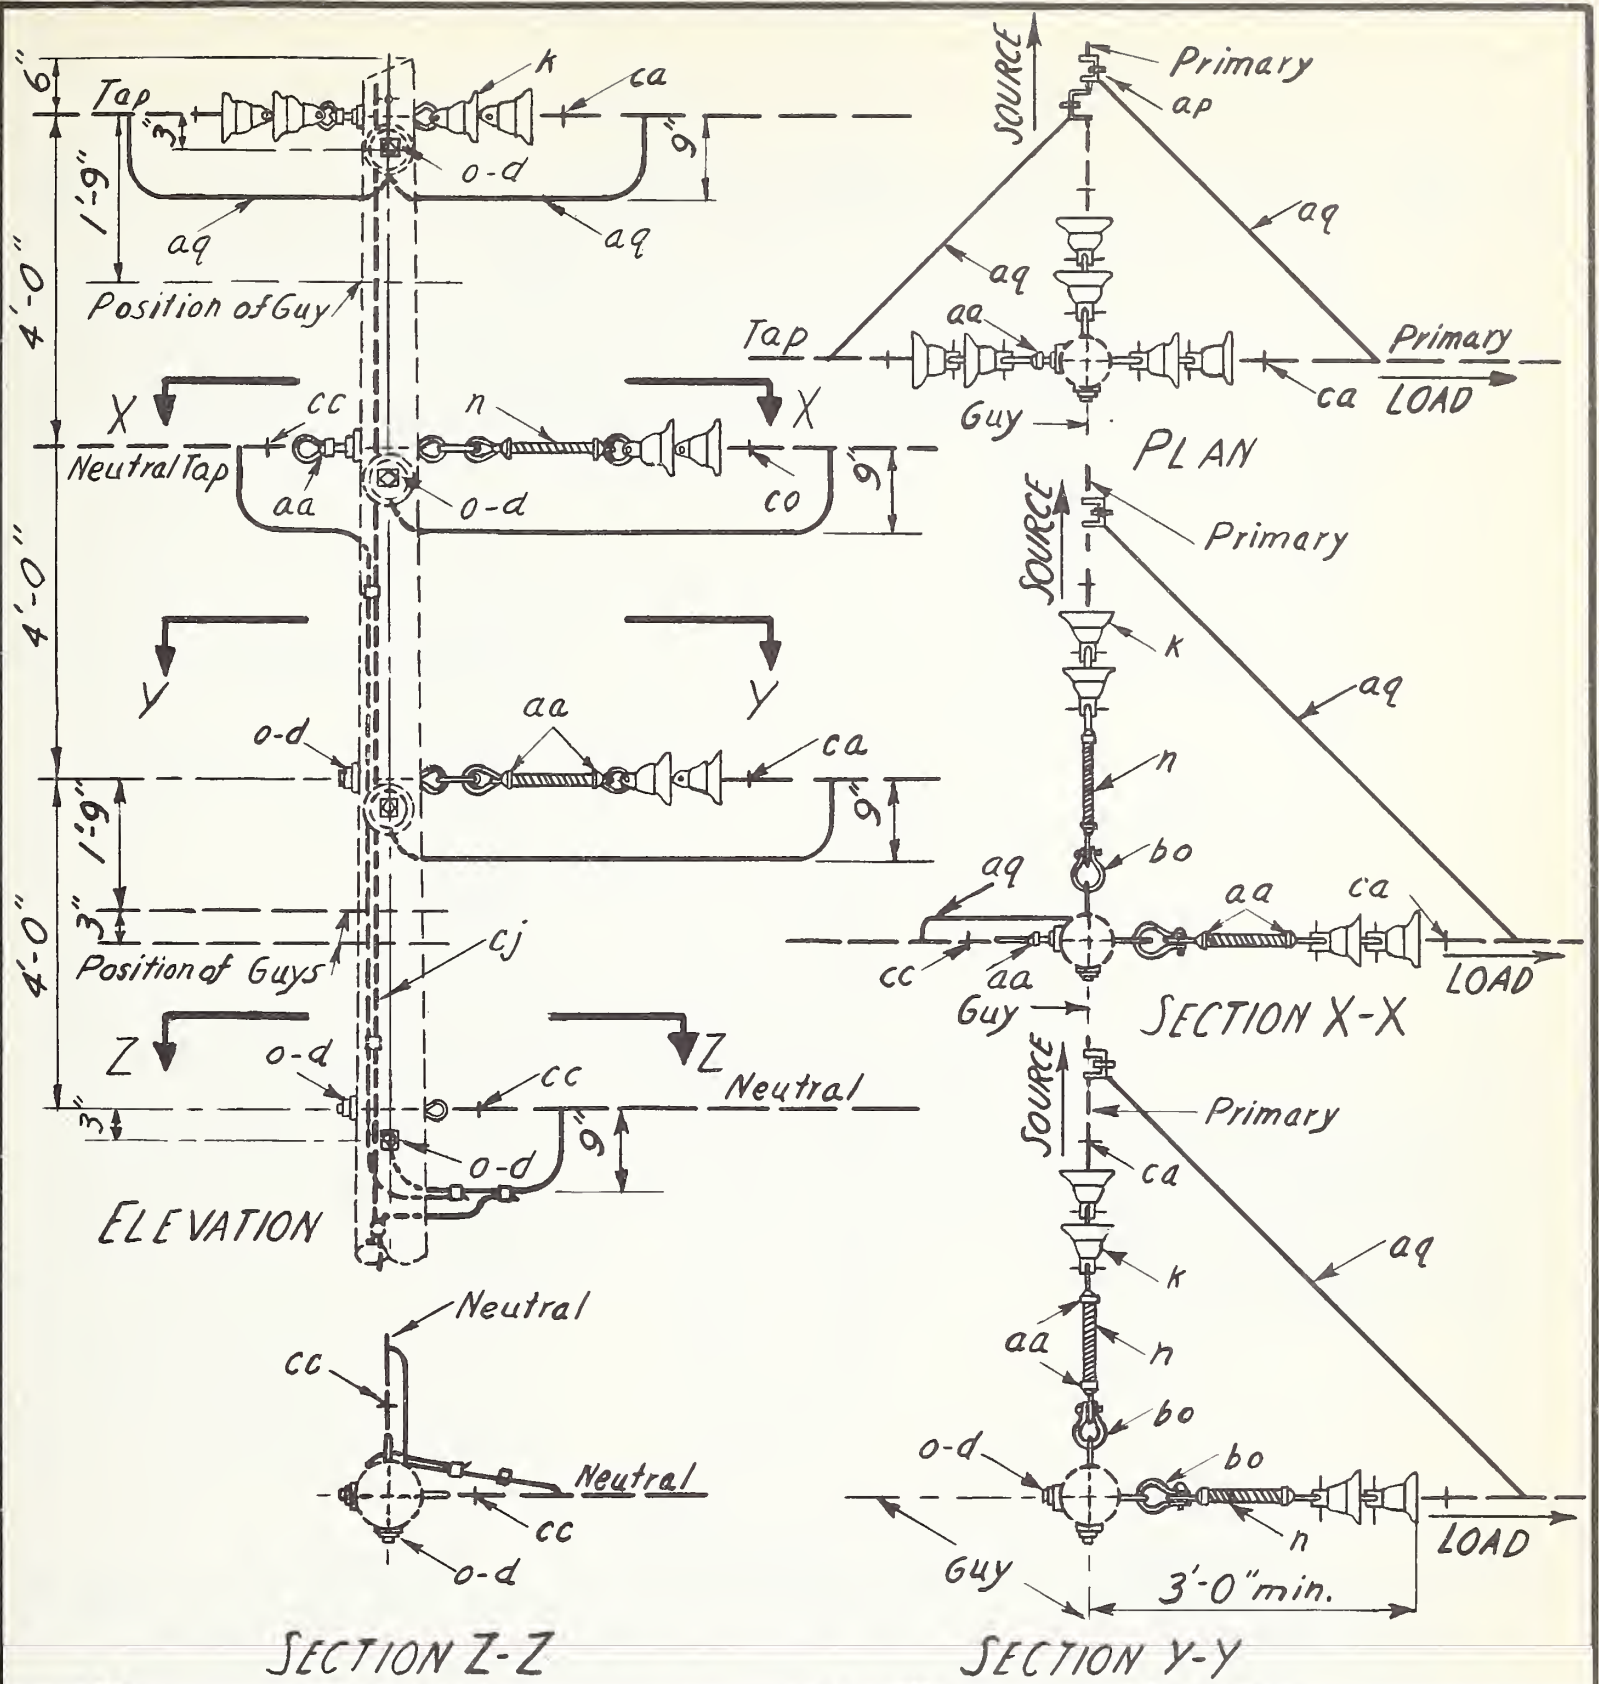 6"
Tap
k
ca
3"
9"
1'-9"
o-d
aq
aq
4'-0"
Position of Guy
X
cc
n
X
Neutral Tap
aa
o-d
co
9"
4'-0"
Y
Y
o-d
aa
ca
1'-9"
9"
3"
4'-0"
Position of Guys
cj
Z
o-d
cc
Z
Neutral
3"
o-d
9"
ELEVATION
Neutral
cc
Neutral
cc
o-d
SECTION Z-Z
SOURCE
Primary
ap
aq
aq
Tap
aa
Primary
ca
LOAD
Guy
PLAN
SOURCE
Primary
k
aq
n
bo
aq
aa
ca
cc
aa
LOAD
Guy
SECTION X-X
SOURCE
Primary
ca
k
aq
aa
n
bo
o-d
bo
n
LOAD
Guy
3'-0" min.
SECTION Y-Y